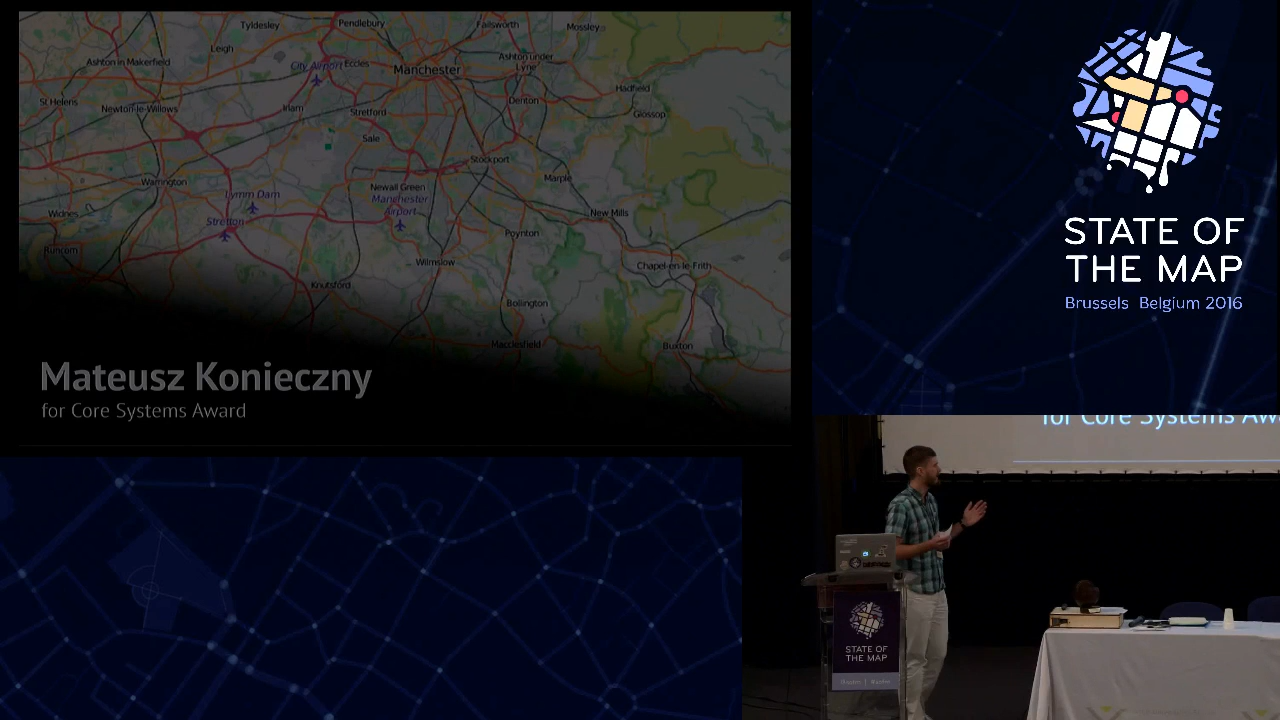 Tyldesley
Pendlebury
Failsworth
Mossley
Leigh
Ashton in Makerfield
City Airport
Eccles
Manchester
Ashton under
Lyne
St Helens
Newton-le-Willows
Irlam
Stretford
Denton
Hadfield
Glossop
Sale
Stockport
Warrington
Lymm Dam
Newall Green
Manchester
Airport
Marple
Widnes
Stretton
New Mills
Runcorn
Poynton
Wilmslow
Chapel-en-le-Frith
Knutsford
Bollington
Macclesfield
Buxton
Mateusz Konieczny
for Core Systems Award
STATE OF
THE MAP
Brussels Belgium 2016
for Core Systems Aw
STATE OF
THE MAP